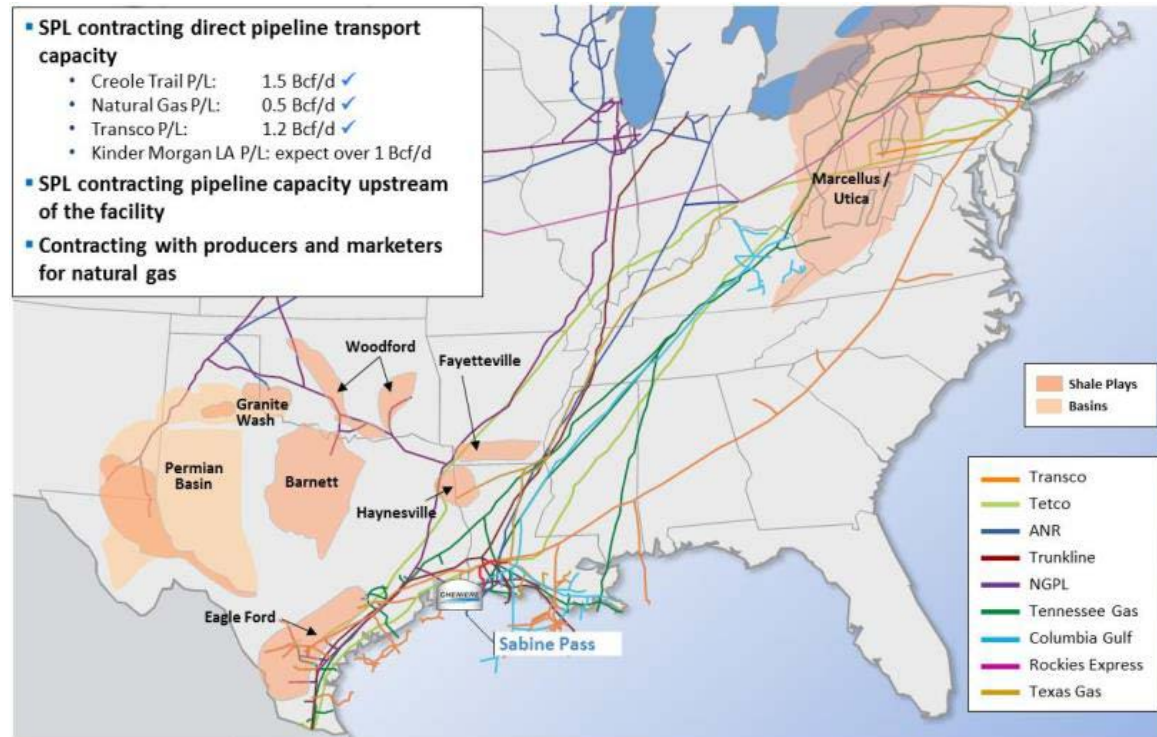 SPL contracting direct pipeline transport
capacity
Creole Trail P/L: 1.5 Bcf/d ✓
Natural Gas P/L: 0.5 Bcf/d ✓
Transco P/L: 1.2 Bcf/d ✓
Kinder Morgan LA P/L: expect over 1 Bcf/d
SPL contracting pipeline capacity upstream
of the facility
Contracting with producers and marketers
for natural gas
Marcellus /
Utica
Woodford
Fayetteville
Granite
Wash
Permian
Basin
Barnett
Haynesville
Eagle Ford
CHENIERE
Sabine Pass
Shale Plays
Basins
Transco
Tetco
ANR
Trunkline
NGPL
Tennessee Gas
Columbia Gulf
Rockies Express
Texas Gas